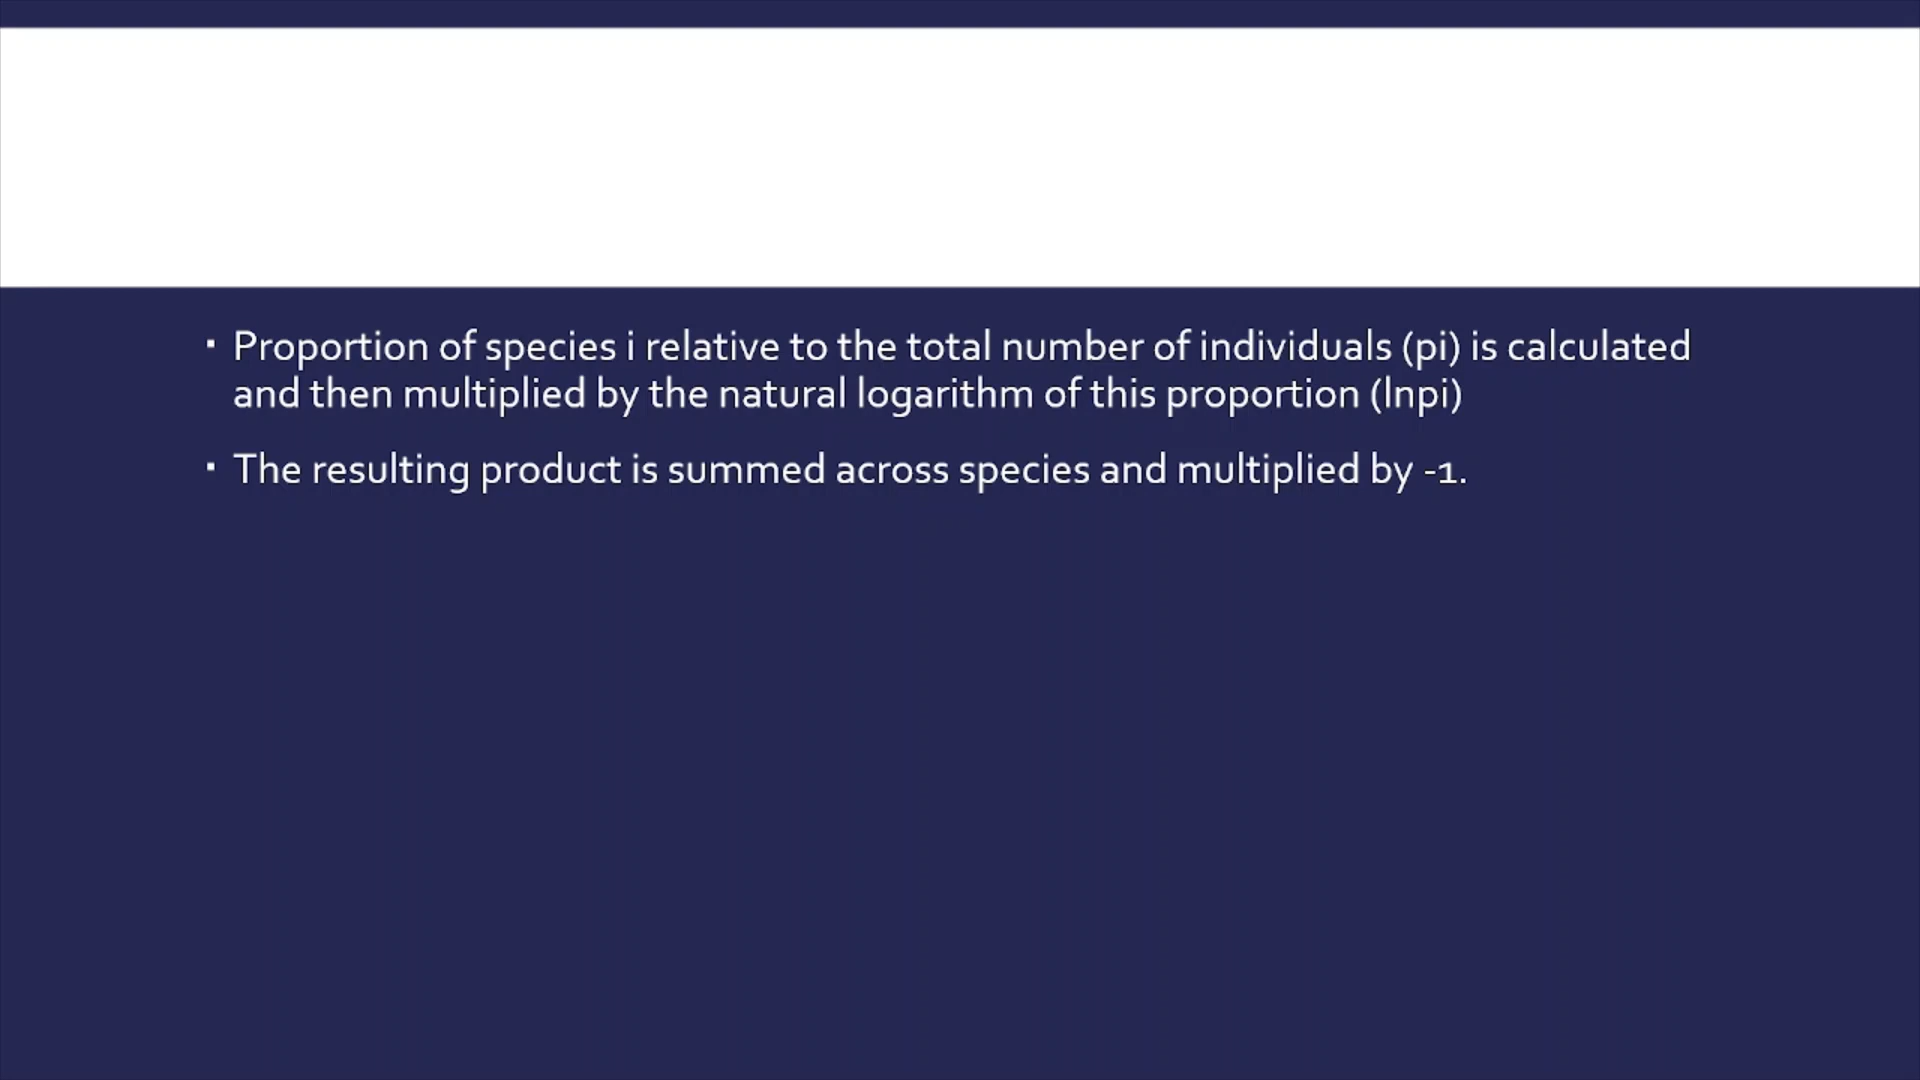 ▪ Proportion of species i relative to the total number of individuals (pi) is calculated
and then multiplied by the natural logarithm of this proportion (lnpi)
▪ The resulting product is summed across species and multiplied by -1.